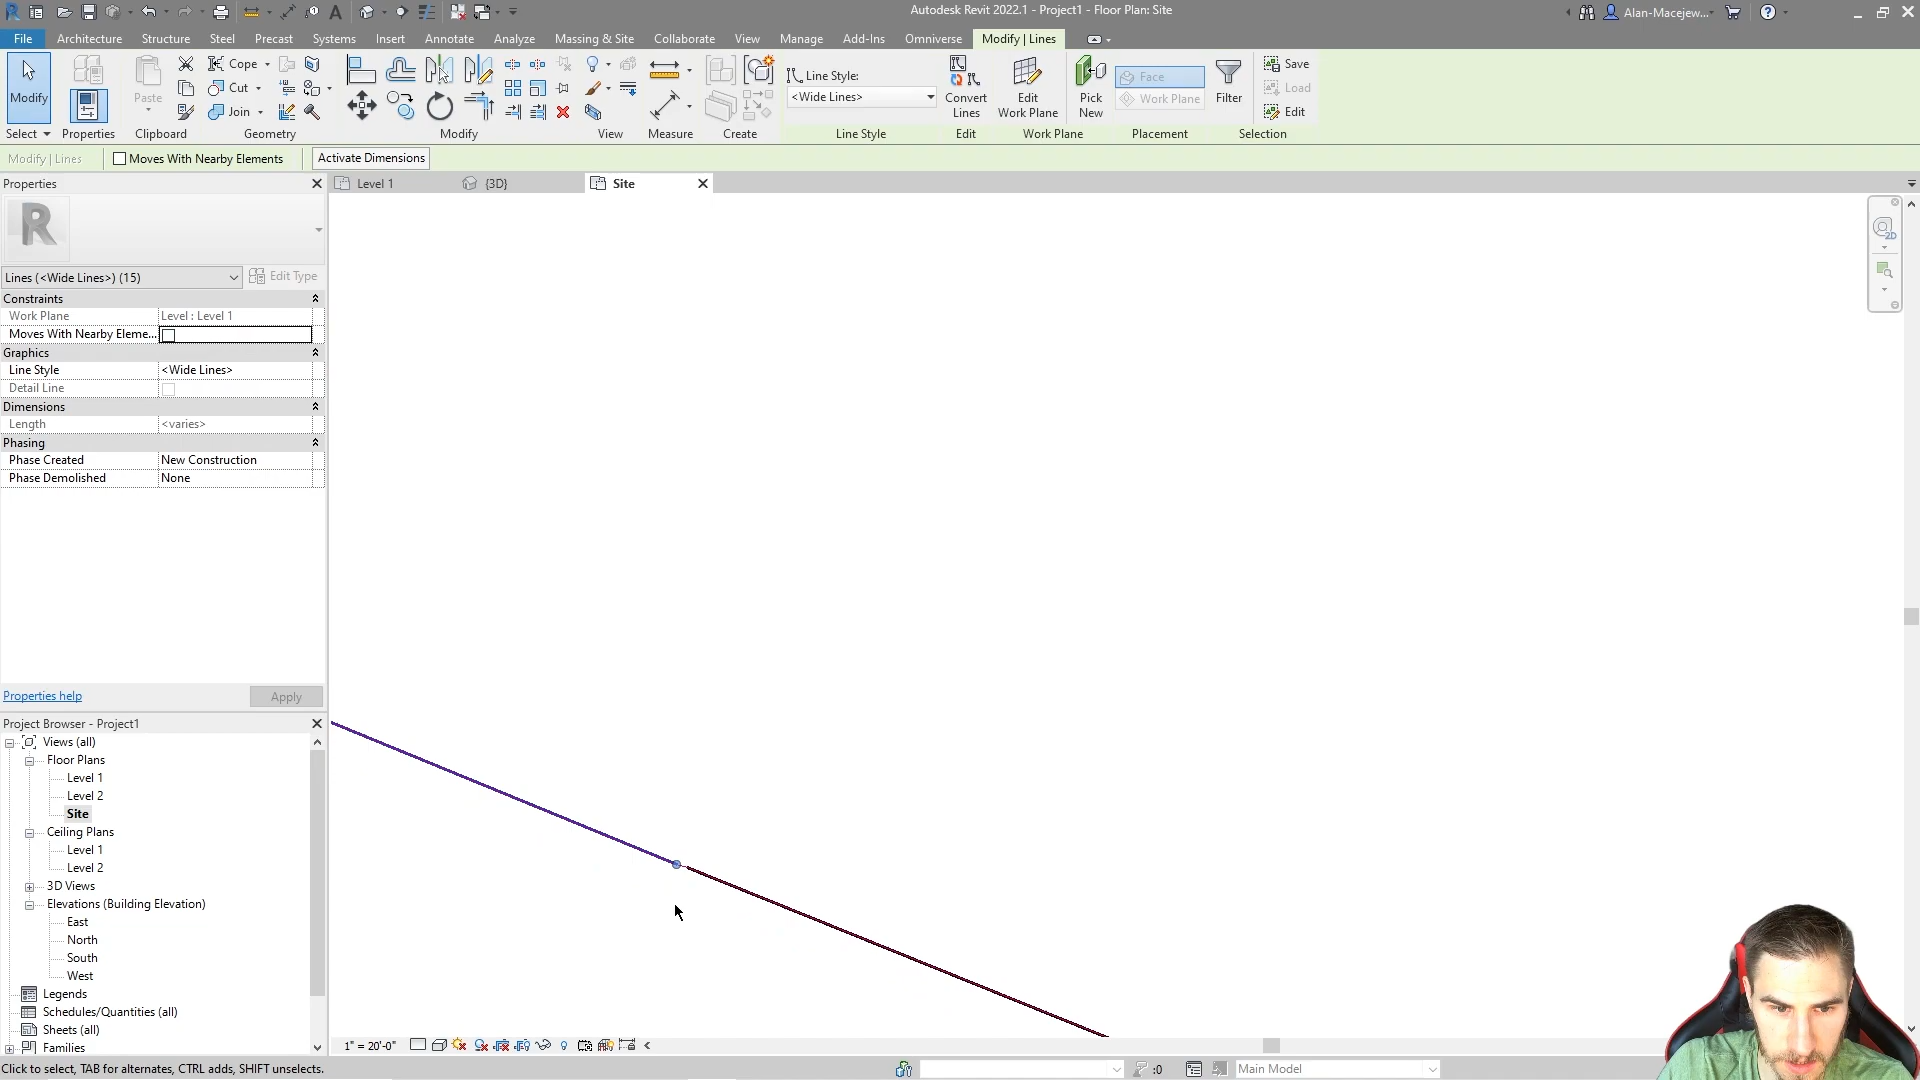 Autodesk Revit 2022.1 - Project1 - Floor Plan: Site
Alan-Macejew...
File Architecture Structure Steel Precast Systems Insert Annotate Analyze Massing & Site Collaborate View Manage Add-Ins Omniverse Modify | Lines
Modify
Paste
Cope
Cut
Join
Line Style:
<Wide Lines>
Convert
Lines
Edit
Work Plane
Pick
New
Face
Work Plane
Filter
Save
Load
Edit
Select Properties Clipboard Geometry Modify View Measure Create Line Style Edit Work Plane Placement Selection
Modify | Lines
Moves With Nearby Elements
Activate Dimensions
Properties
Level 1
{3D}
Site
R
Lines (<Wide Lines>) (15)
Edit Type
Constraints
Work Plane Level : Level 1
Moves With Nearby Eleme...
Graphics
Line Style <Wide Lines>
Detail Line
Dimensions
Length <varies>
Phasing
Phase Created New Construction
Phase Demolished None
Properties help
Apply
Project Browser - Project1
Views (all)
Floor Plans
Level 1
Level 2
Site
Ceiling Plans
Level 1
Level 2
3D Views
Elevations (Building Elevation)
East
North
South
West
Legends
Schedules/Quantities (all)
Sheets (all)
Families
2D
1" = 20'-0"
Click to select, TAB for alternates, CTRL adds, SHIFT unselects.
:0
Main Model